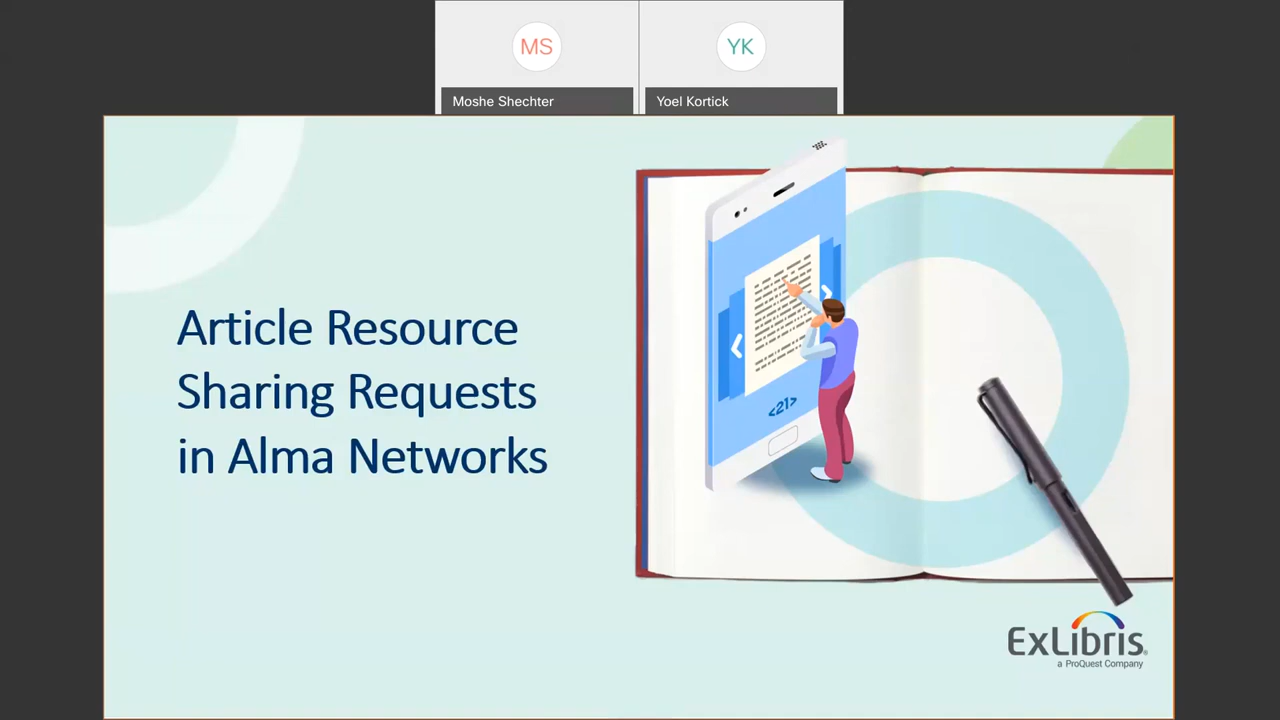 MS
YK
Moshe Shechter
Yoel Kortick
Article Resource
Sharing Requests
in Alma Networks
<21>
ExLibris®
a ProQuest Company